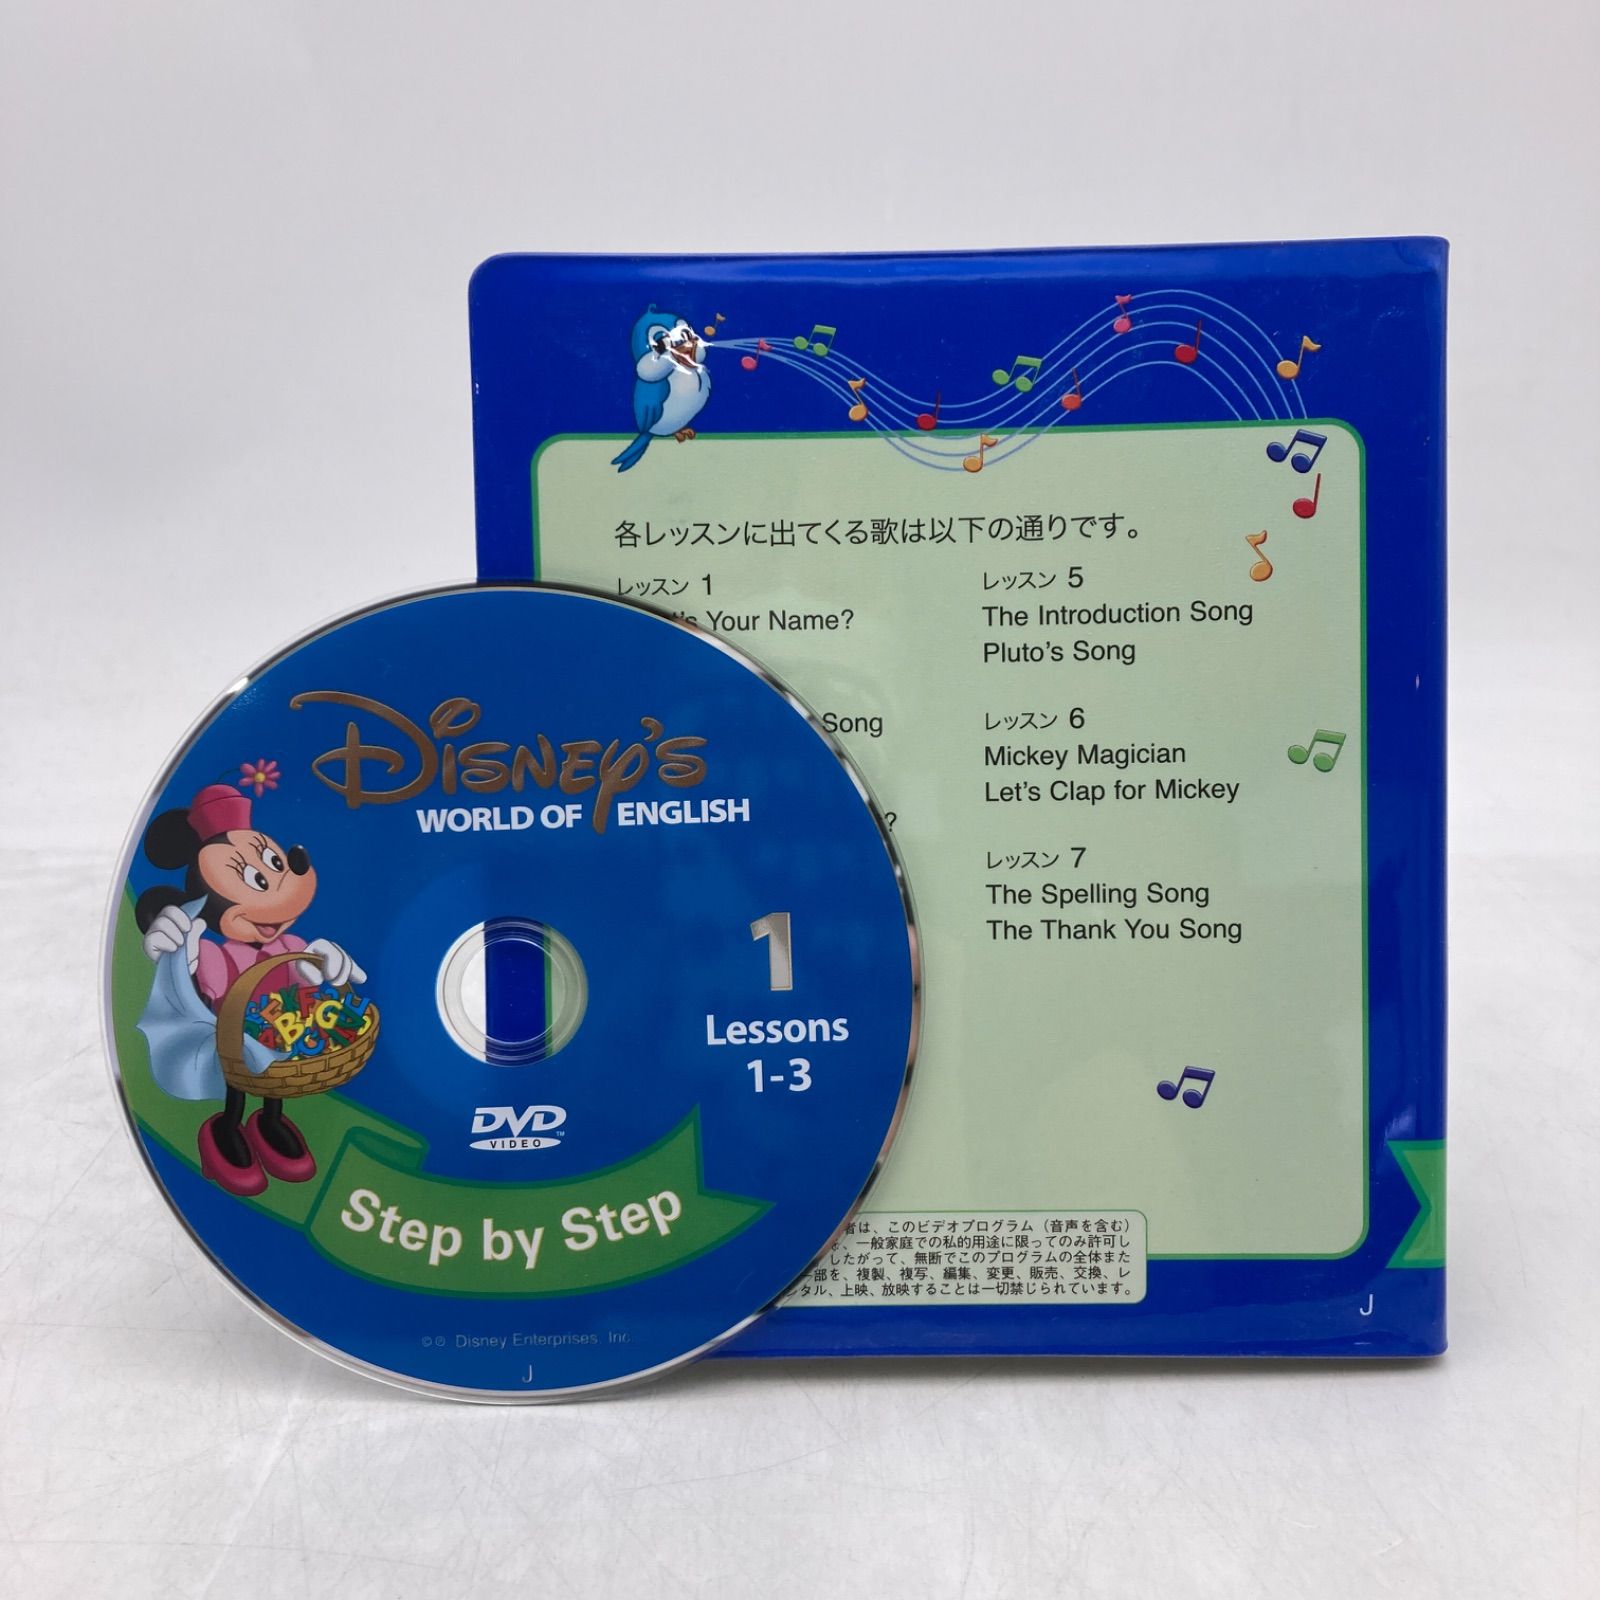 各レッスンに出てくる歌は以下の通りです。
レッスン 1
Your Name?
Song
?
レッスン 5
The Introduction Song
Pluto's Song
レッスン 6
Mickey Magician
Let's Clap for Mickey
レッスン 7
The Spelling Song
The Thank You Song
者は、このビデオプログラム（音声を含む）
、一般家庭での私的用途に限ってのみ許可し
したがって、無断でこのプログラムの全体また
一部を、複製、複写、編集、変更、販売、交換、レ
ンタル、上映、放映することは一切禁じられています。
J
DISNEY'S
WORLD OF ENGLISH
1
Lessons
1-3
DVD
VIDEO
TM
Step by Step
©℗ Disney Enterprises, Inc.
J